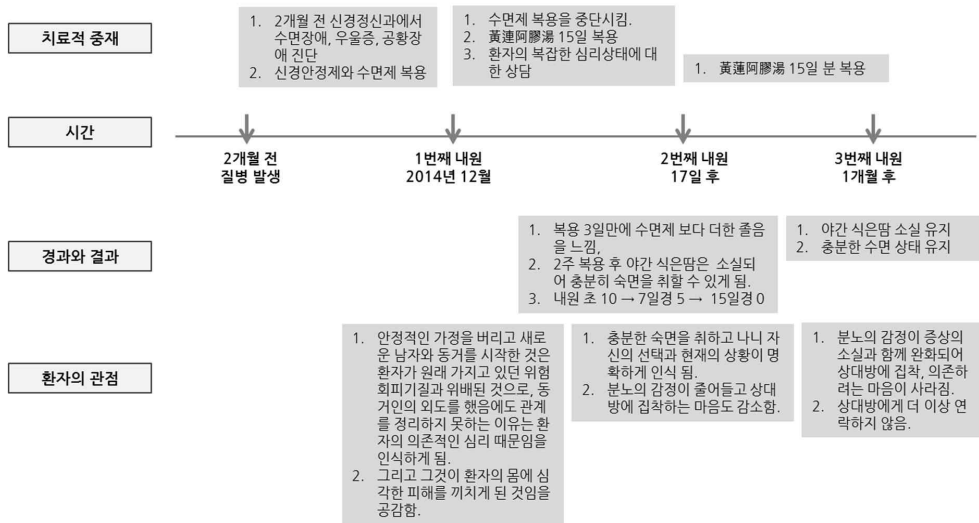 치료적 중재
1. 2개월 전 신경정신과에서
수면장애, 우울증, 공황장
애 진단
2. 신경안정제와 수면제 복용
1. 수면제 복용을 중단시킴.
2. 黃連阿膠湯 15일 복용
3. 환자의 복잡한 심리상태에 대
한 상담
1. 黃蓮阿膠湯 15일 분 복용
시간
2개월 전
질병 발생
1번째 내원
2014년 12월
2번째 내원
17일 후
3번째 내원
1개월 후
경과와 결과
1. 복용 3일만에 수면제 보다 더한 졸음
을 느낌,
2. 2주 복용 후 야간 식은땀은 소실되
어 충분히 숙면을 취할 수 있게 됨.
3. 내원 초 10 → 7일경 5 → 15일경 0
1. 야간 식은땀 소실 유지
2. 충분한 수면 상태 유지
환자의 관점
1. 안정적인 가정을 버리고 새로
운 남자와 동거를 시작한 것은
환자가 원래 가지고 있던 위험
회피기질과 위배된 것으로, 동
거인의 외도를 했음에도 관계
를 정리하지 못하는 이유는 환
자의 의존적인 심리 때문임을
인식하게 됨.
2. 그리고 그것이 환자의 몸에 심
각한 피해를 끼치게 된 것임을
공감함.
1. 충분한 숙면을 취하고 나니 자
신의 선택과 현재의 상황이 명
확하게 인식 됨.
2. 분노의 감정이 줄어들고 상대
방에 집착하는 마음도 감소함.
1. 분노의 감정이 증상의
소실과 함께 완화되어
상대방에 집착, 의존하
려는 마음이 사라짐.
2. 상대방에게 더 이상 연
락하지 않음.